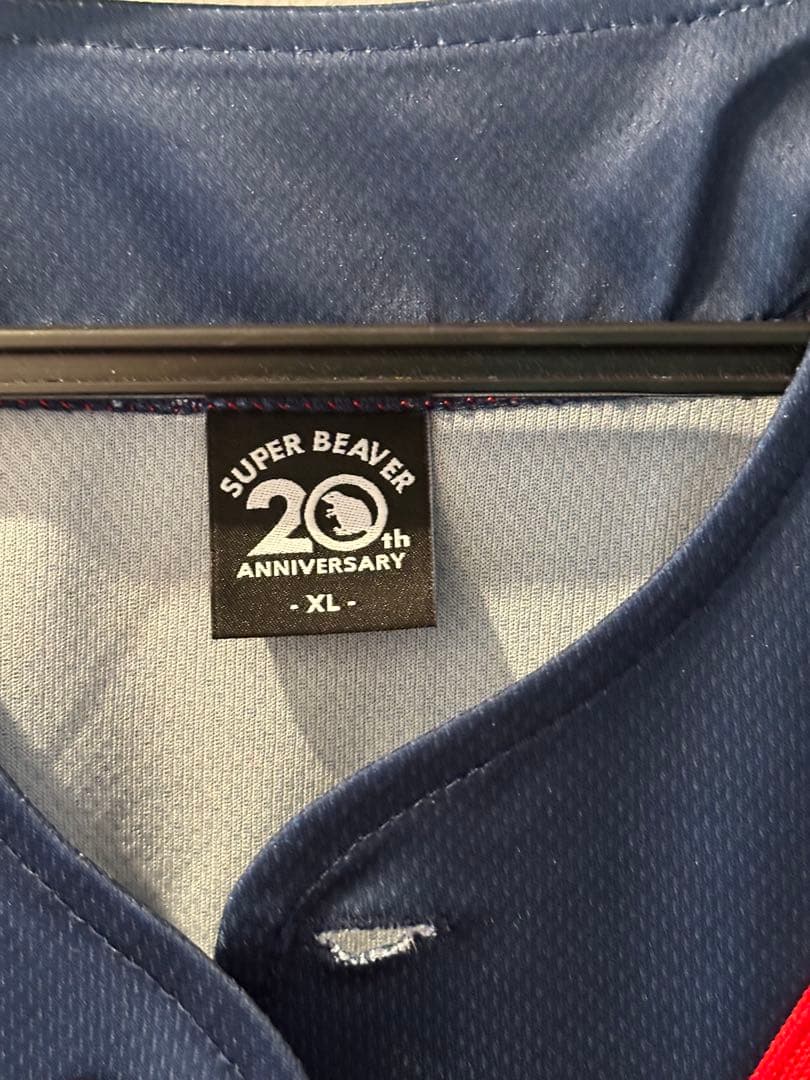 SUPER BEAVER
20th
ANNIVERSARY
- XL -